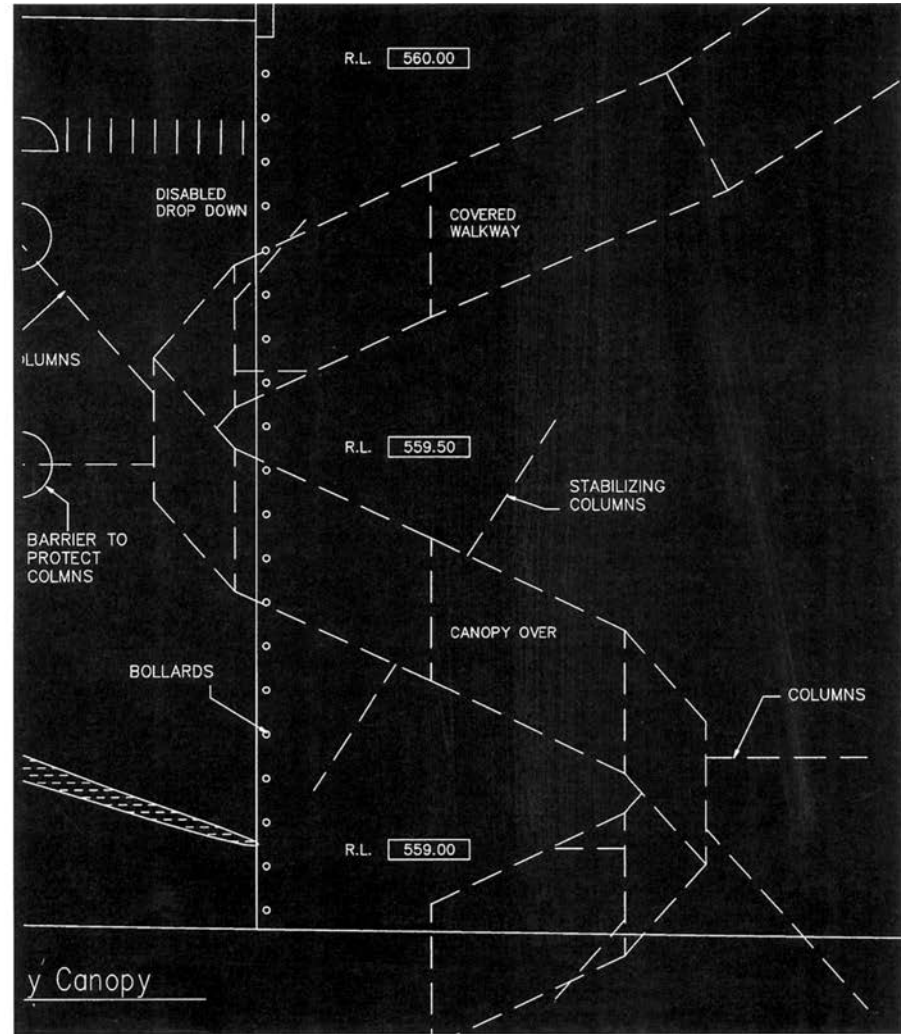 R.L. 560.00
DISABLED
DROP DOWN
COVERED
WALKWAY
OLUMNS
R.L. 559.50
STABILIZING
COLUMNS
BARRIER TO
PROTECT
COLMNS
CANOPY OVER
BOLLARDS
COLUMNS
R.L. 559.00
y' Canopy